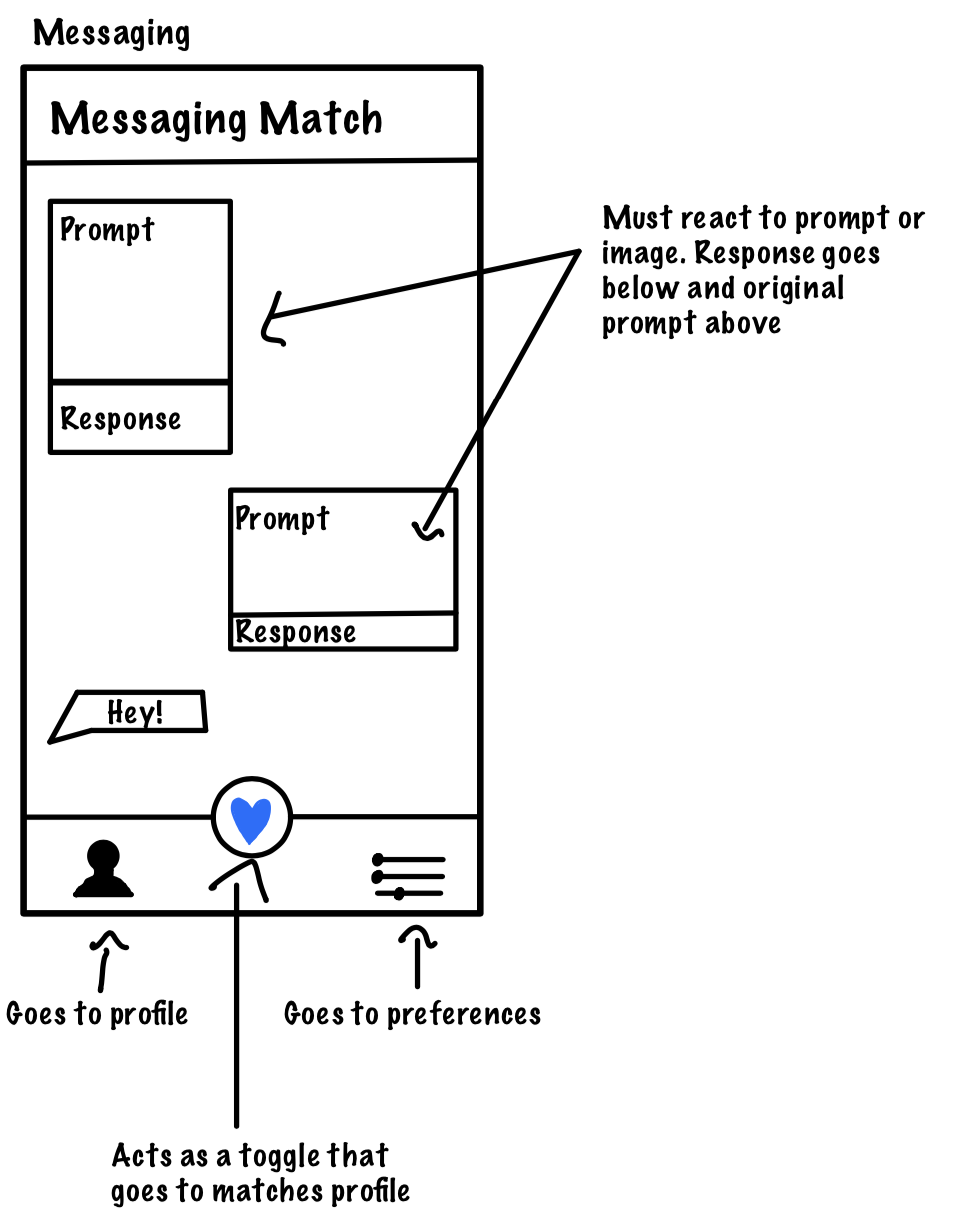 Messaging
Messaging Match
Prompt
Response
Must react to prompt or
image. Response goes
below and original
prompt above
Prompt
Response
Hey!
Goes to profile
Goes to preferences
Acts as a toggle that
goes to matches profile